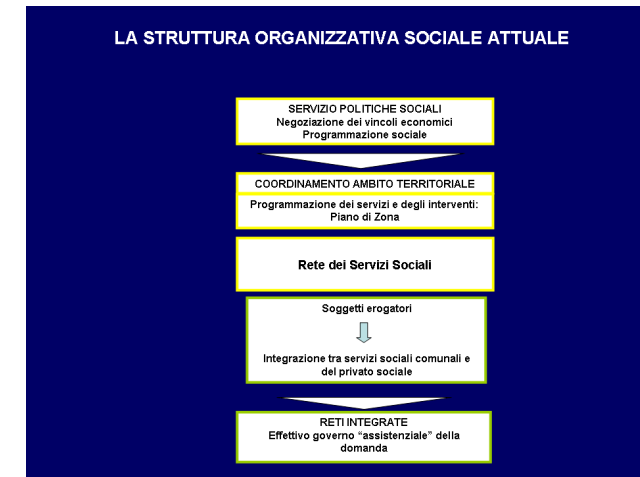 LA STRUTTURA ORGANIZZATIVA SOCIALE ATTUALE
SERVIZIO POLITICHE SOCIALI
Negoziazione dei vincoli economici
Programmazione sociale
COORDINAMENTO AMBITO TERRITORIALE
Programmazione dei servizi e degli interventi:
Piano di Zona
Rete dei Servizi Sociali
Soggetti erogatori
Integrazione tra servizi sociali comunali e
del privato sociale
RETI INTEGRATE
Effettivo governo “assistenziale” della
domanda